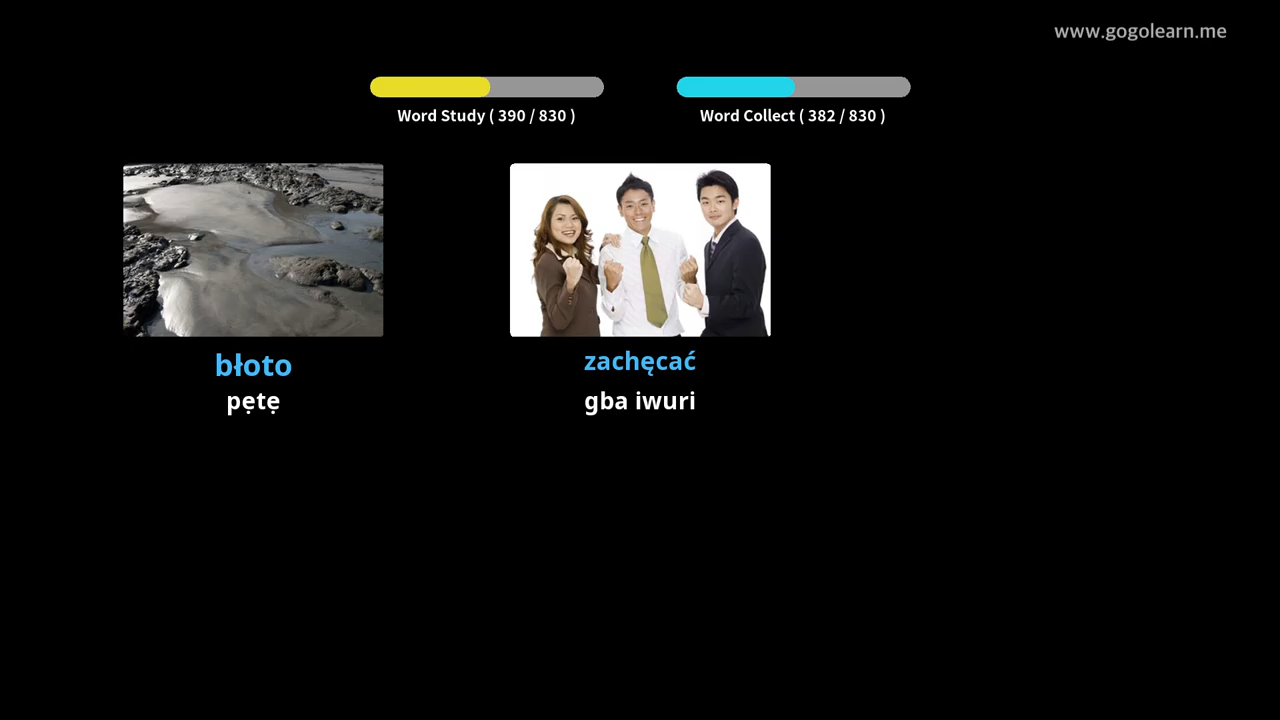 www.gogolearn.me
Word Study ( 390 / 830 )
Word Collect ( 382 / 830 )
błoto
pẹtẹ
zachęcać
gba iwuri